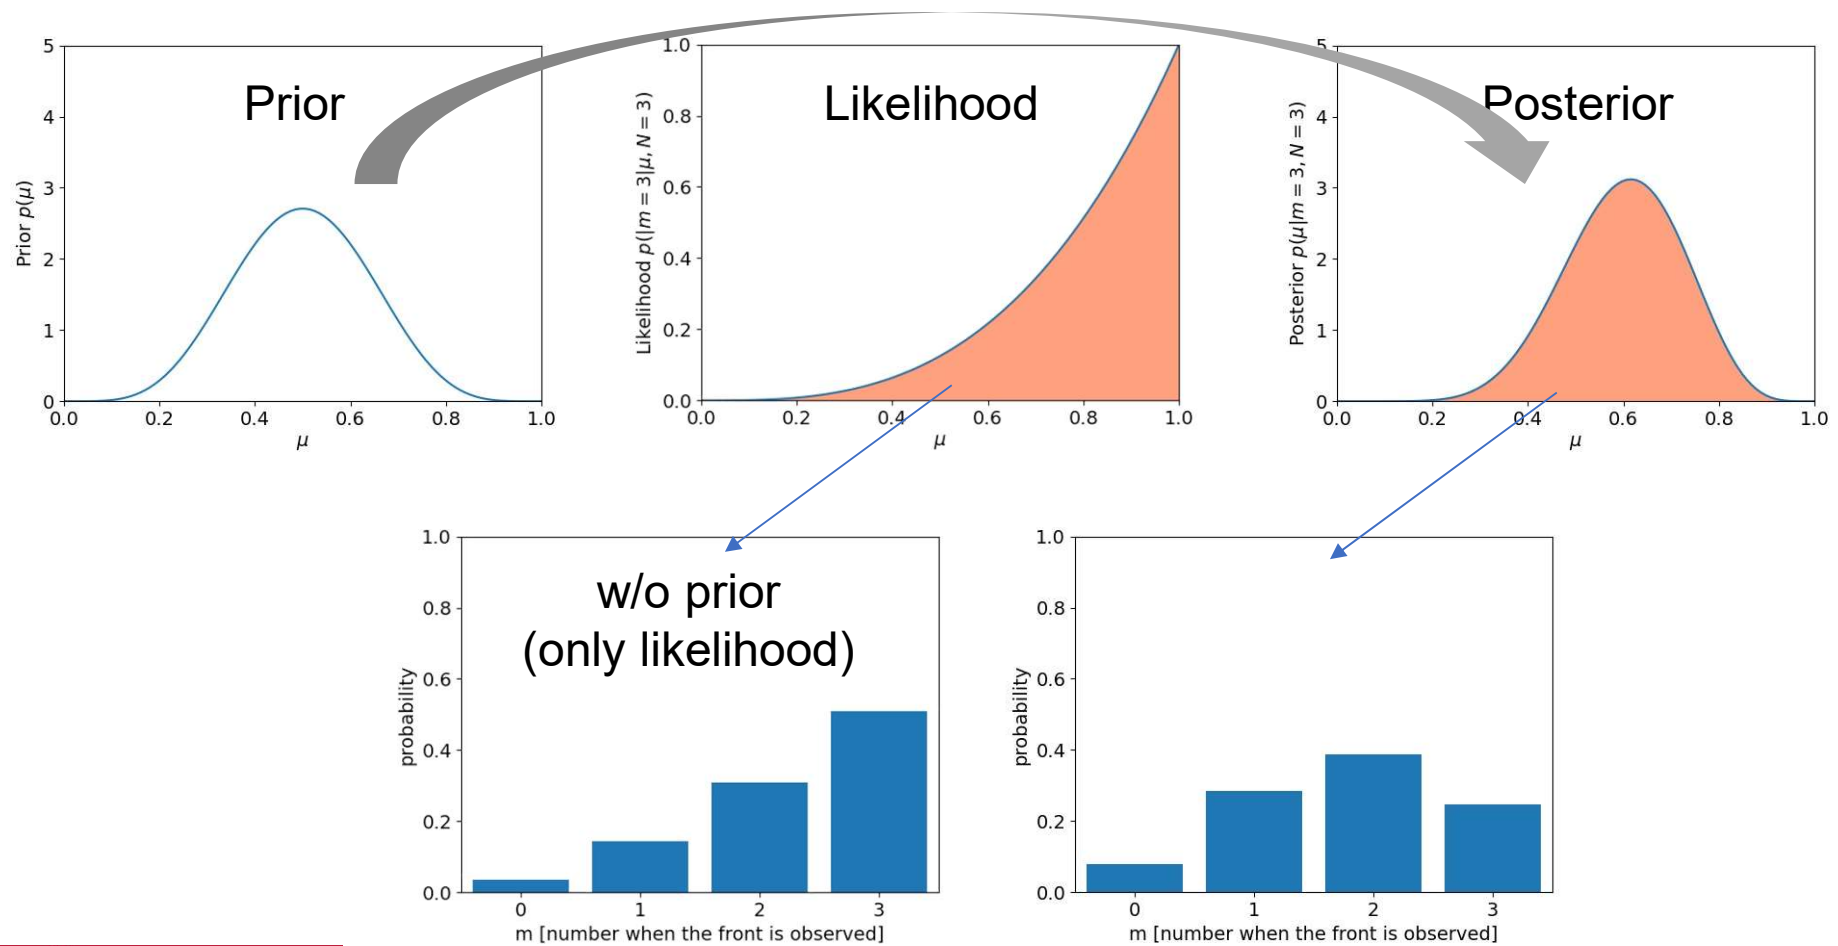 Prior
Prior p(μ)
5
4
3
2
1
0
0.0 0.2 0.4 0.6 0.8 1.0
μ
Likelihood
Likelihood p(|m = 3|μ, N = 3)
1.0
0.8
0.6
0.4
0.2
0.0
0.0 0.2 0.4 0.6 0.8 1.0
μ
Posterior
Posterior p(μ|m = 3, N = 3)
5
4
3
2
1
0
0.0 0.2 0.4 0.6 0.8 1.0
μ
w/o prior
(only likelihood)
probability
1.0
0.8
0.6
0.4
0.2
0.0
0 1 2 3
m [number when the front is observed]
probability
1.0
0.8
0.6
0.4
0.2
0.0
0 1 2 3
m [number when the front is observed]